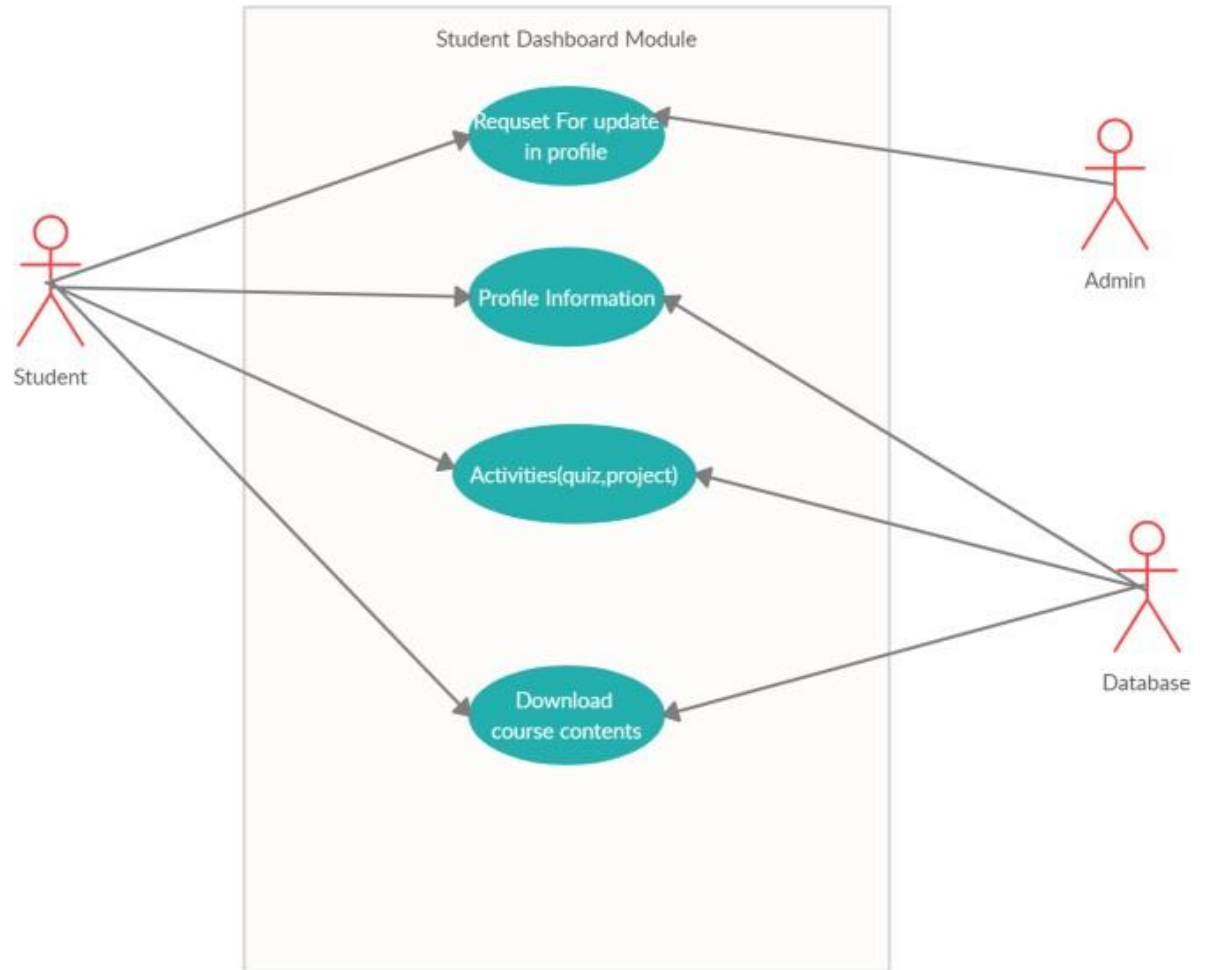 Student Dashboard Module
Requset For update
in profile
Admin
Profile Information
Student
Activities(quiz,project)
Database
Download
course contents